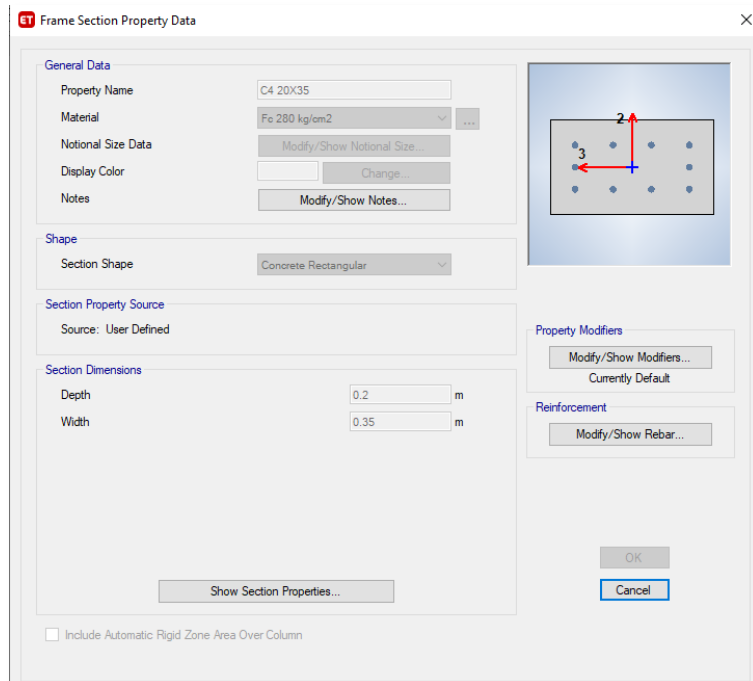 ET Frame Section Property Data
General Data
Property Name C4 20X35
Material Fc 280 kg/cm2 ...
Notional Size Data Modify/Show Notional Size...
Display Color Change...
Notes Modify/Show Notes...
2
3
Shape
Section Shape Concrete Rectangular
Section Property Source
Source: User Defined
Section Dimensions
Depth 0.2 m
Width 0.35 m
Show Section Properties...
Property Modifiers
Modify/Show Modifiers...
Currently Default
Reinforcement
Modify/Show Rebar...
OK
Cancel
Include Automatic Rigid Zone Area Over Column